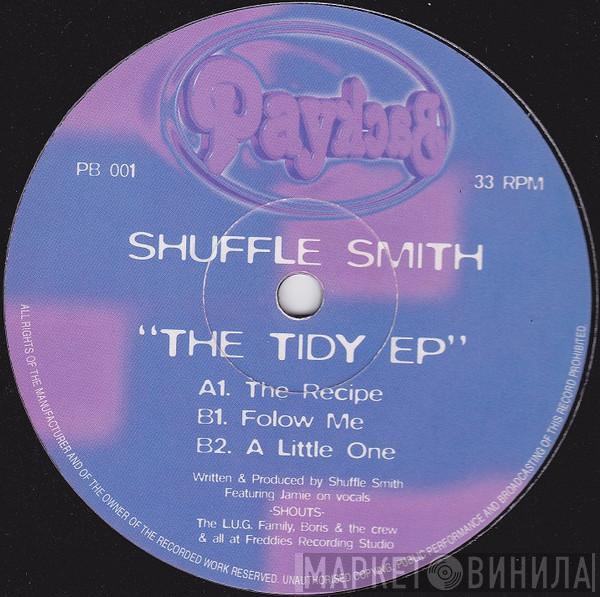 Payback
PB 001
33 RPM
SHUFFLE SMITH
"THE TIDY EP"
A1. The Recipe
B1. Folow Me
B2. A Little One
Written & Produced by Shuffle Smith
Featuring Jamie on vocals
-SHOUTS-
The L.U.G. Family, Boris & the crew
& all at Freddies Recording Studio
ALL RIGHTS OF THE MANUFACTURER AND OF THE OWNER OF THE RECORDED WORK RESERVED. UNAUTHORISED COPYING, PUBLIC PERFORMANCE AND BROADCASTING OF THIS RECORD PROHIBITED.
МАРКЕТ ВИНИЛА